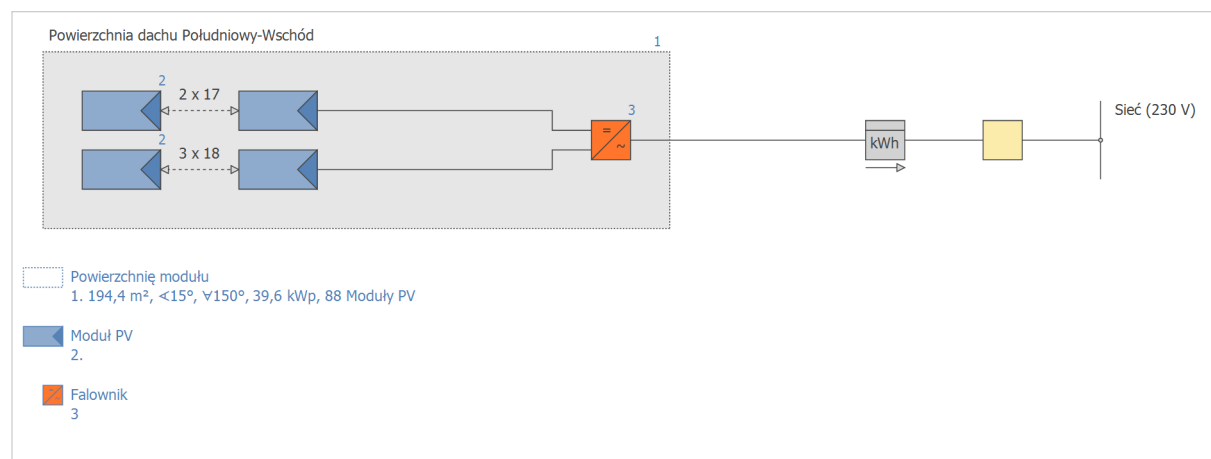 Powierzchnia dachu Południowy-Wschód
1
2
2 x 17
3
Sieć (230 V)
= ~
kWh
2
3 x 18
Powierzchnię modułu
1. 194,4 m², ∢15°, ∀150°, 39,6 kWp, 88 Moduły PV
Moduł PV
2.
Falownik
3